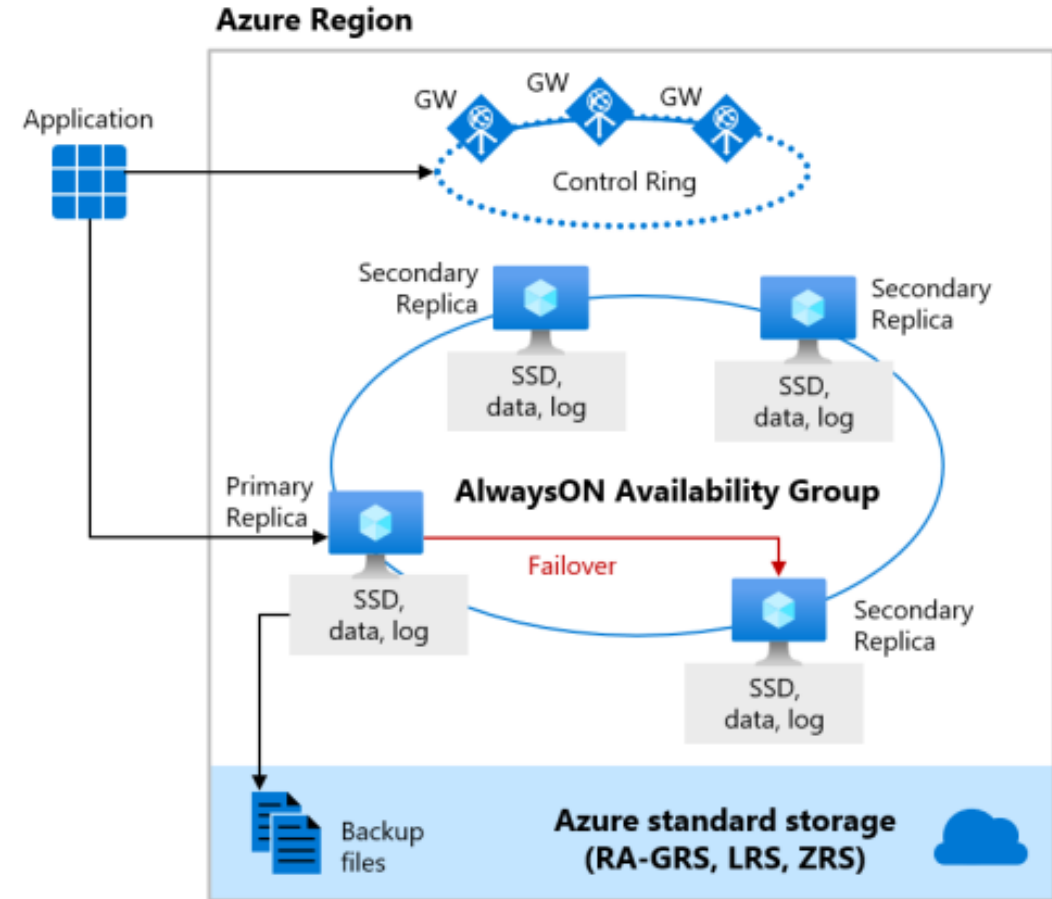 Azure Region
Application
GW
GW
GW
Control Ring
Secondary
Replica
Secondary
Replica
SSD,
data, log
SSD,
data, log
Primary
Replica
AlwaysON Availability Group
Failover
SSD,
data, log
Secondary
Replica
SSD,
data, log
Backup
files
Azure standard storage
(RA-GRS, LRS, ZRS)